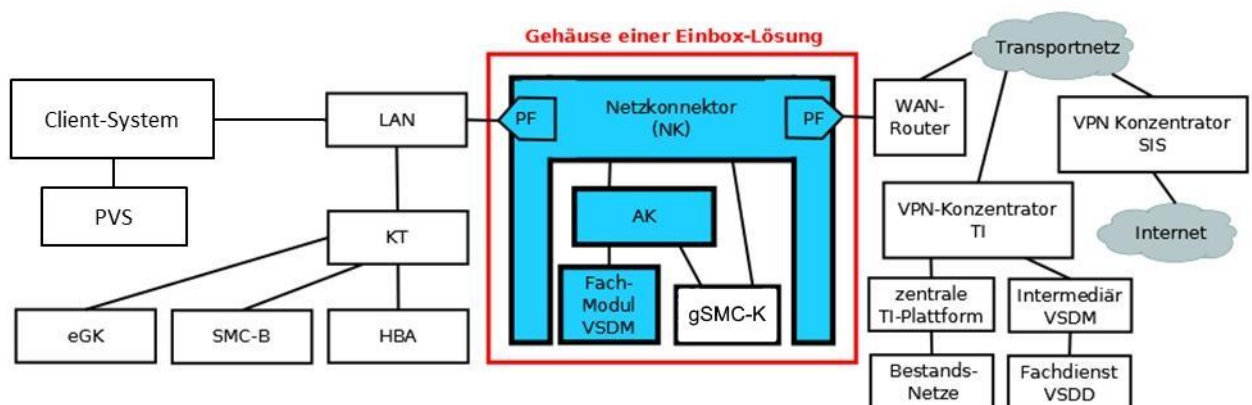 Gehäuse einer Einbox-Lösung
Client-System
PVS
LAN
KT
eGK
SMC-B
HBA
PF
Netzkonnektor
(NK)
PF
AK
Fach-
Modul
VSDM
gSMC-K
WAN-
Router
Transportnetz
VPN Konzentrator
SIS
Internet
VPN-Konzentrator
TI
zentrale
TI-Plattform
Intermediär
VSDM
Bestands-
Netze
Fachdienst
VSDD